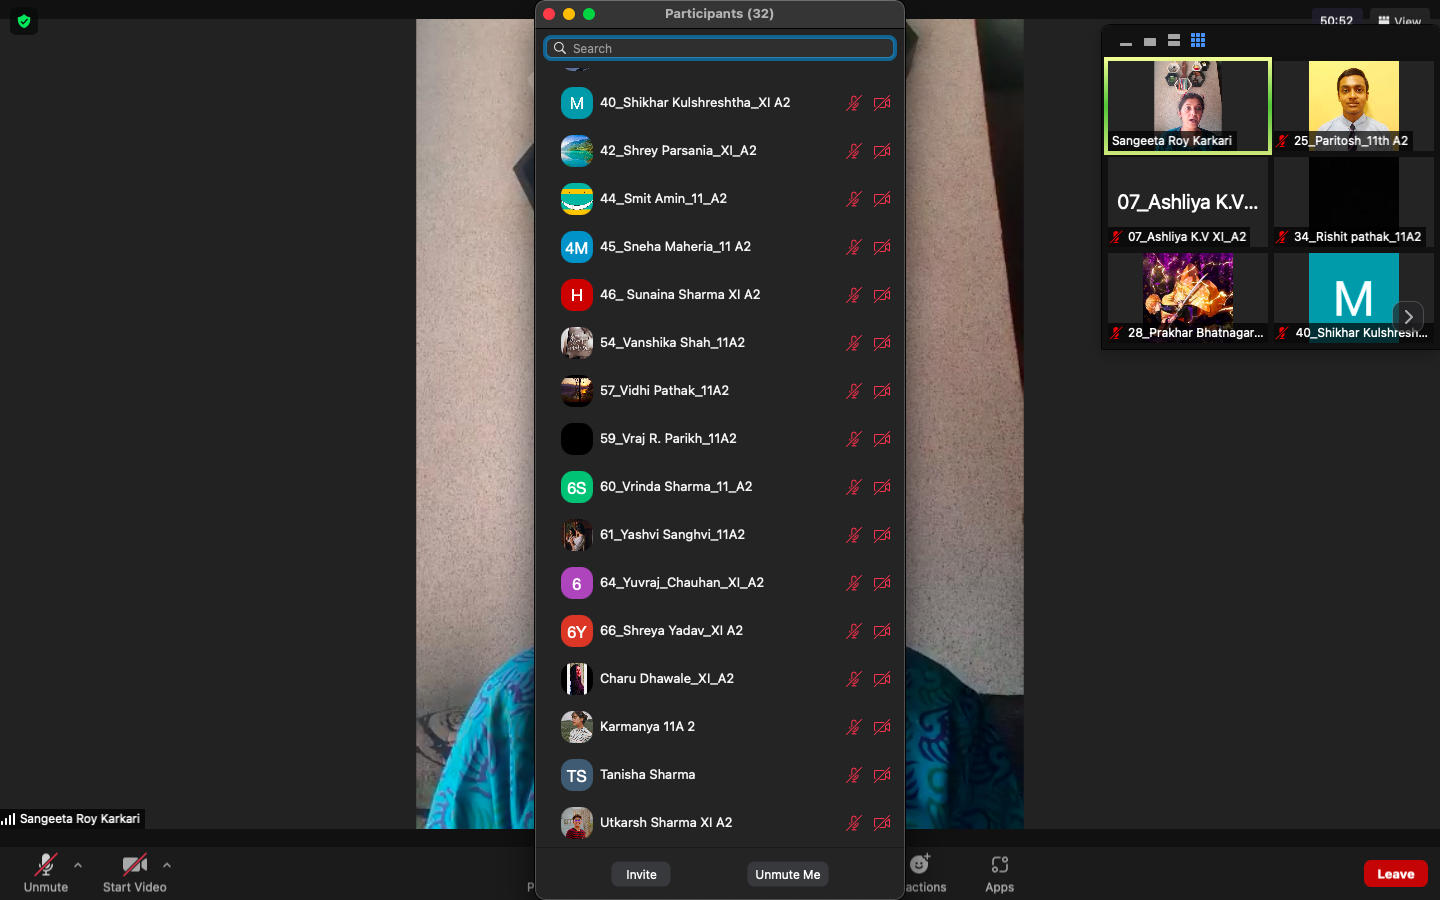 Participants (32)
Search
M 40_Shikhar Kulshreshtha_XI A2
42_Shrey Parsania_XI_A2
44_Smit Amin_11_A2
4M 45_Sneha Maheria_11 A2
H 46_ Sunaina Sharma XI A2
54_Vanshika Shah_11A2
57_Vidhi Pathak_11A2
59_Vraj R. Parikh_11A2
6S 60_Vrinda Sharma_11_A2
61_Yashvi Sanghvi_11A2
6 64_Yuvraj_Chauhan_XI_A2
6Y 66_Shreya Yadav_XI A2
Charu Dhawale_XI_A2
Karmanya 11A 2
TS Tanisha Sharma
Utkarsh Sharma XI A2
Invite Unmute Me
50:52 View
Sangeeta Roy Karkari
25_Paritosh_11th A2
07_Ashliya K.V...
07_Ashliya K.V XI_A2
34_Rishit pathak_11A2
28_Prakhar Bhatnagar...
M
40_Shikhar Kulshresh...
Sangeeta Roy Karkari
Unmute Start Video P actions Apps Leave